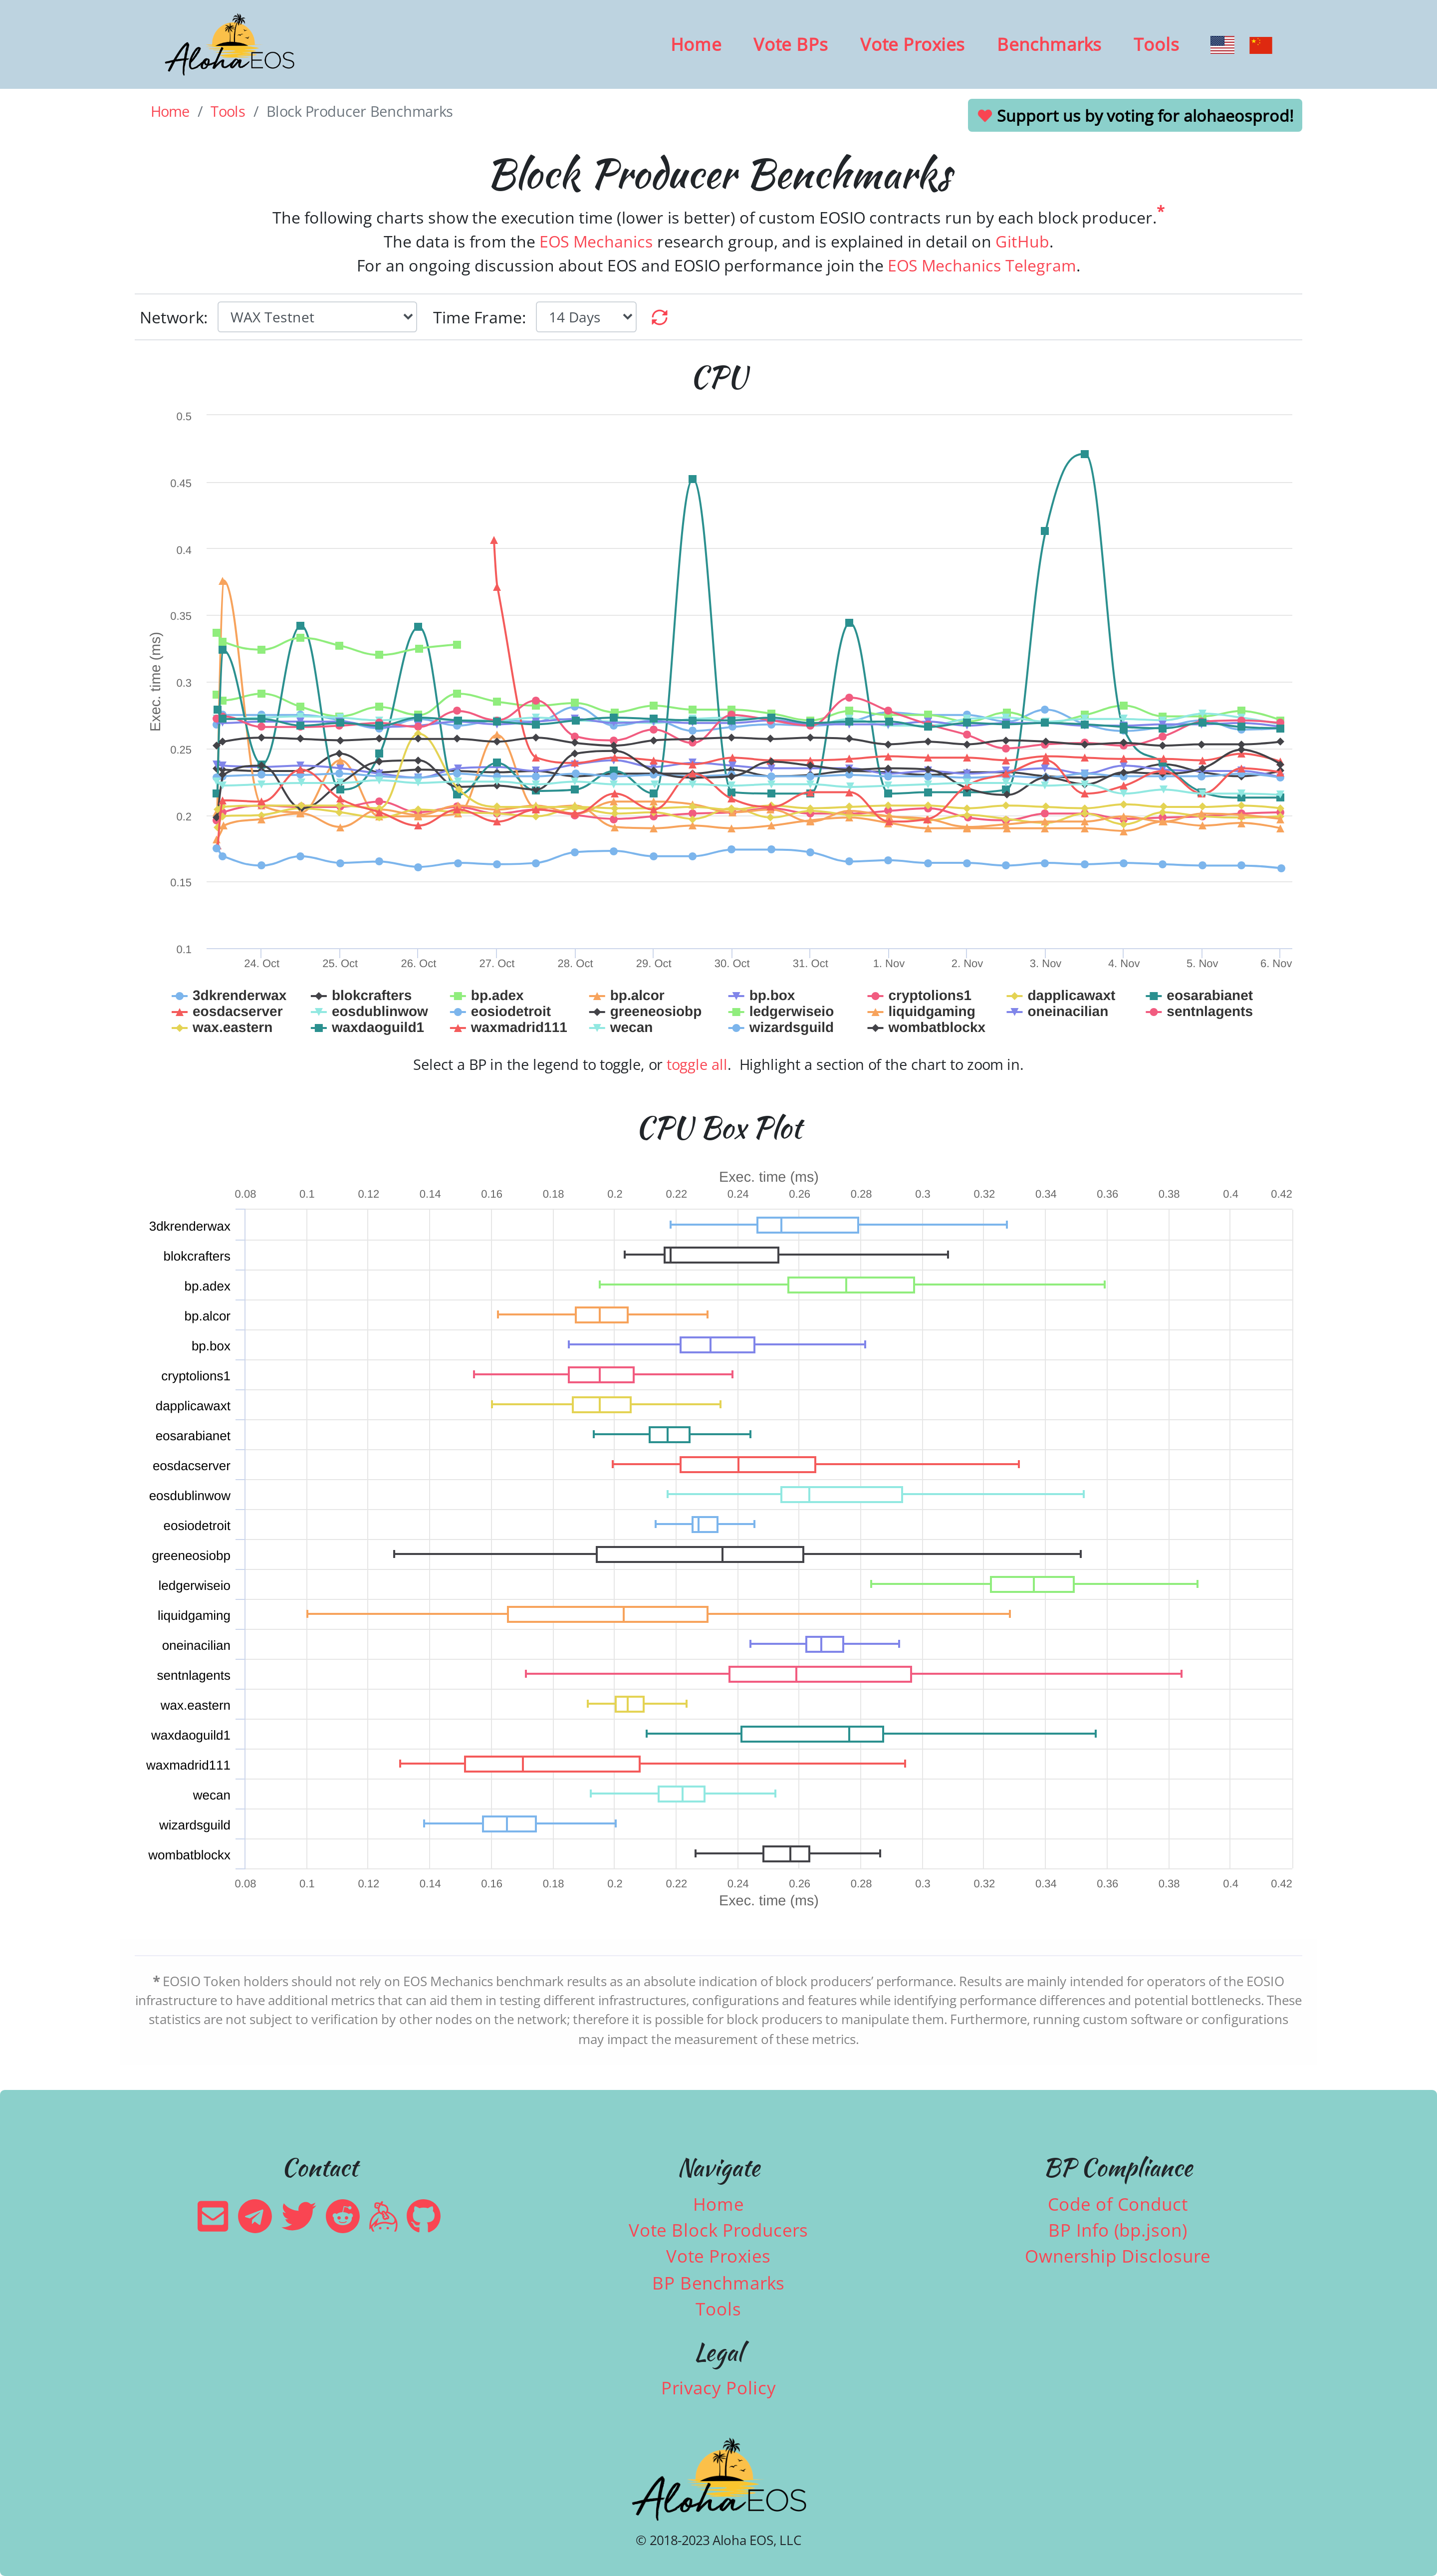 Aloha EOS
Home Vote BPs Vote Proxies Benchmarks Tools
Home / Tools / Block Producer Benchmarks
Support us by voting for alohaeosprod!
Block Producer Benchmarks
The following charts show the execution time (lower is better) of custom EOSIO contracts run by each block producer.*
The data is from the EOS Mechanics research group, and is explained in detail on GitHub.
For an ongoing discussion about EOS and EOSIO performance join the EOS Mechanics Telegram.
Network: WAX Testnet Time Frame: 14 Days
CPU
Exec. time (ms)
0.5
0.45
0.4
0.35
0.3
0.25
0.2
0.15
0.1
24. Oct 25. Oct 26. Oct 27. Oct 28. Oct 29. Oct 30. Oct 31. Oct 1. Nov 2. Nov 3. Nov 4. Nov 5. Nov 6. Nov
3dkrenderwax blokcrafters bp.adex bp.alcor bp.box cryptolions1 dapplicawaxt eosarabianet
eosdacserver eosdublinwow eosiodetroit greeneosiobp ledgerwiseio liquidgaming oneinacilian sentnlagents
wax.eastern waxdaoguild1 waxmadrid111 wecan wizardsguild wombatblockx
Select a BP in the legend to toggle, or toggle all. Highlight a section of the chart to zoom in.
CPU Box Plot
Exec. time (ms)
0.08 0.1 0.12 0.14 0.16 0.18 0.2 0.22 0.24 0.26 0.28 0.3 0.32 0.34 0.36 0.38 0.4 0.42
3dkrenderwax
blokcrafters
bp.adex
bp.alcor
bp.box
cryptolions1
dapplicawaxt
eosarabianet
eosdacserver
eosdublinwow
eosiodetroit
greeneosiobp
ledgerwiseio
liquidgaming
oneinacilian
sentnlagents
wax.eastern
waxdaoguild1
waxmadrid111
wecan
wizardsguild
wombatblockx
0.08 0.1 0.12 0.14 0.16 0.18 0.2 0.22 0.24 0.26 0.28 0.3 0.32 0.34 0.36 0.38 0.4 0.42
Exec. time (ms)
* EOSIO Token holders should not rely on EOS Mechanics benchmark results as an absolute indication of block producers' performance. Results are mainly intended for operators of the EOSIO
infrastructure to have additional metrics that can aid them in testing different infrastructures, configurations and features while identifying performance differences and potential bottlenecks. These
statistics are not subject to verification by other nodes on the network; therefore it is possible for block producers to manipulate them. Furthermore, running custom software or configurations
may impact the measurement of these metrics.
Contact
Navigate
Home
Vote Block Producers
Vote Proxies
BP Benchmarks
Tools
Legal
Privacy Policy
BP Compliance
Code of Conduct
BP Info (bp.json)
Ownership Disclosure
Aloha EOS
© 2018-2023 Aloha EOS, LLC